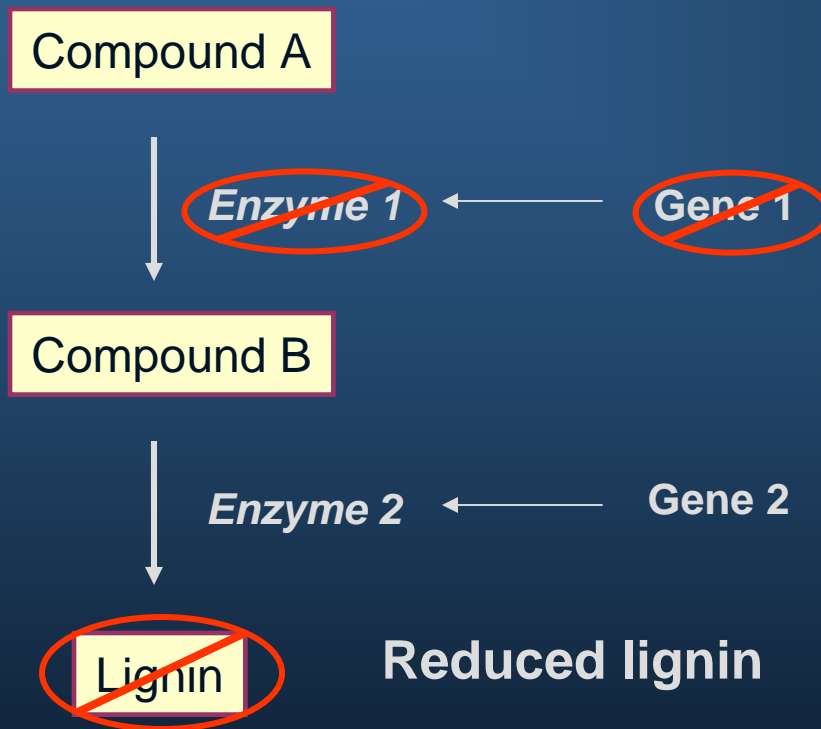 Compound A
Enzyme 1
Gene 1
Compound B
Enzyme 2
Gene 2
Lignin
Reduced lignin